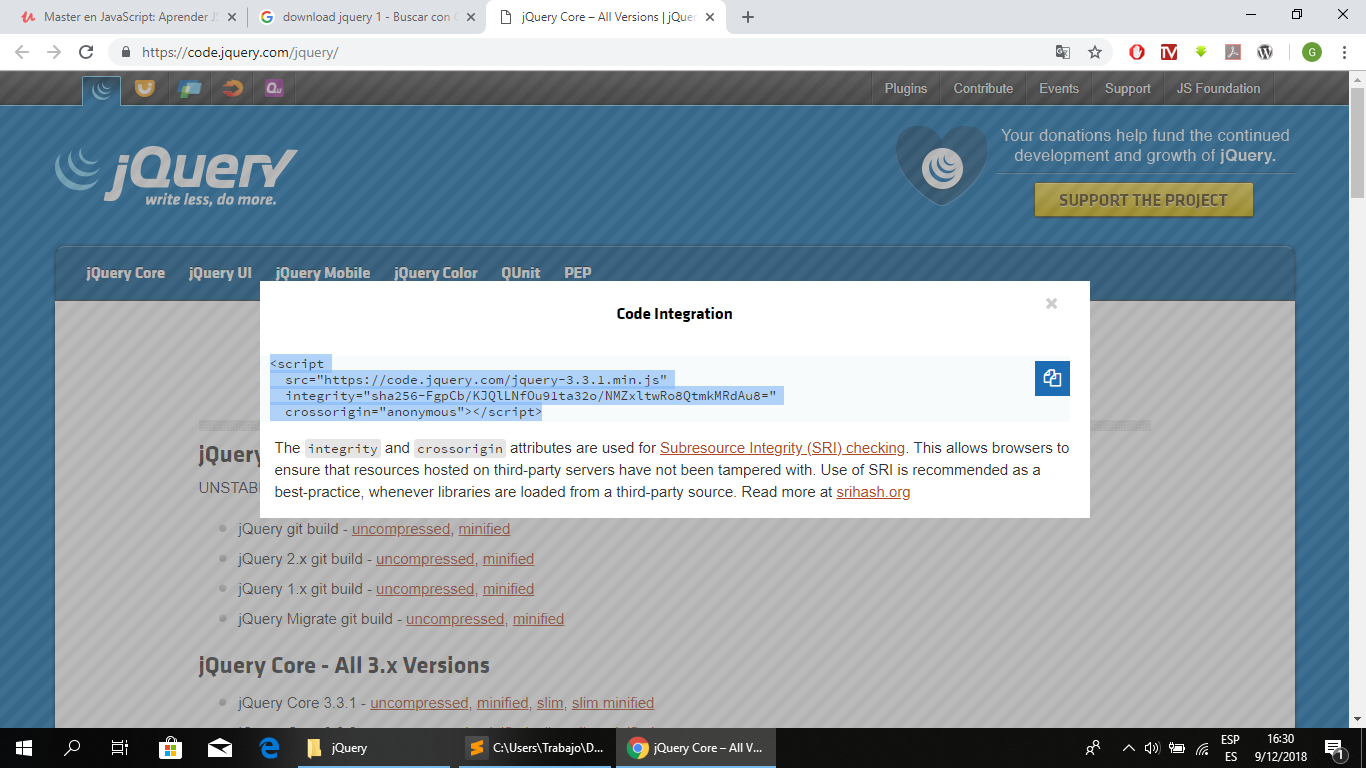 Master en JavaScript: Aprender JS
download jquery 1 - Buscar con G
jQuery Core – All Versions | jQuer
https://code.jquery.com/jquery/
TV
G
Qu
Plugins
Contribute
Events
Support
JS Foundation
jQuery
write less, do more.
Your donations help fund the continued
development and growth of jQuery.
SUPPORT THE PROJECT
jQuery Core
jQuery UI
jQuery Mobile
jQuery Color
QUnit
PEP
Code Integration
<script
src="https://code.jquery.com/jquery-3.3.1.min.js"
integrity="sha256-FgpCb/KJQlLNfOu91ta32o/NMZxltwRo8QtmkMRdAu8="
crossorigin="anonymous"></script>
The integrity and crossorigin attributes are used for Subresource Integrity (SRI) checking. This allows browsers to
ensure that resources hosted on third-party servers have not been tampered with. Use of SRI is recommended as a
best-practice, whenever libraries are loaded from a third-party source. Read more at srihash.org
jQuery
UNSTAB
jQuery git build - uncompressed, minified
jQuery 2.x git build - uncompressed, minified
jQuery 1.x git build - uncompressed, minified
jQuery Migrate git build - uncompressed, minified
jQuery Core - All 3.x Versions
jQuery Core 3.3.1 - uncompressed, minified, slim, slim minified
jQuery
C:\Users\Trabajo\D...
jQuery Core – All V...
ESP
ES
16:30
9/12/2018
1